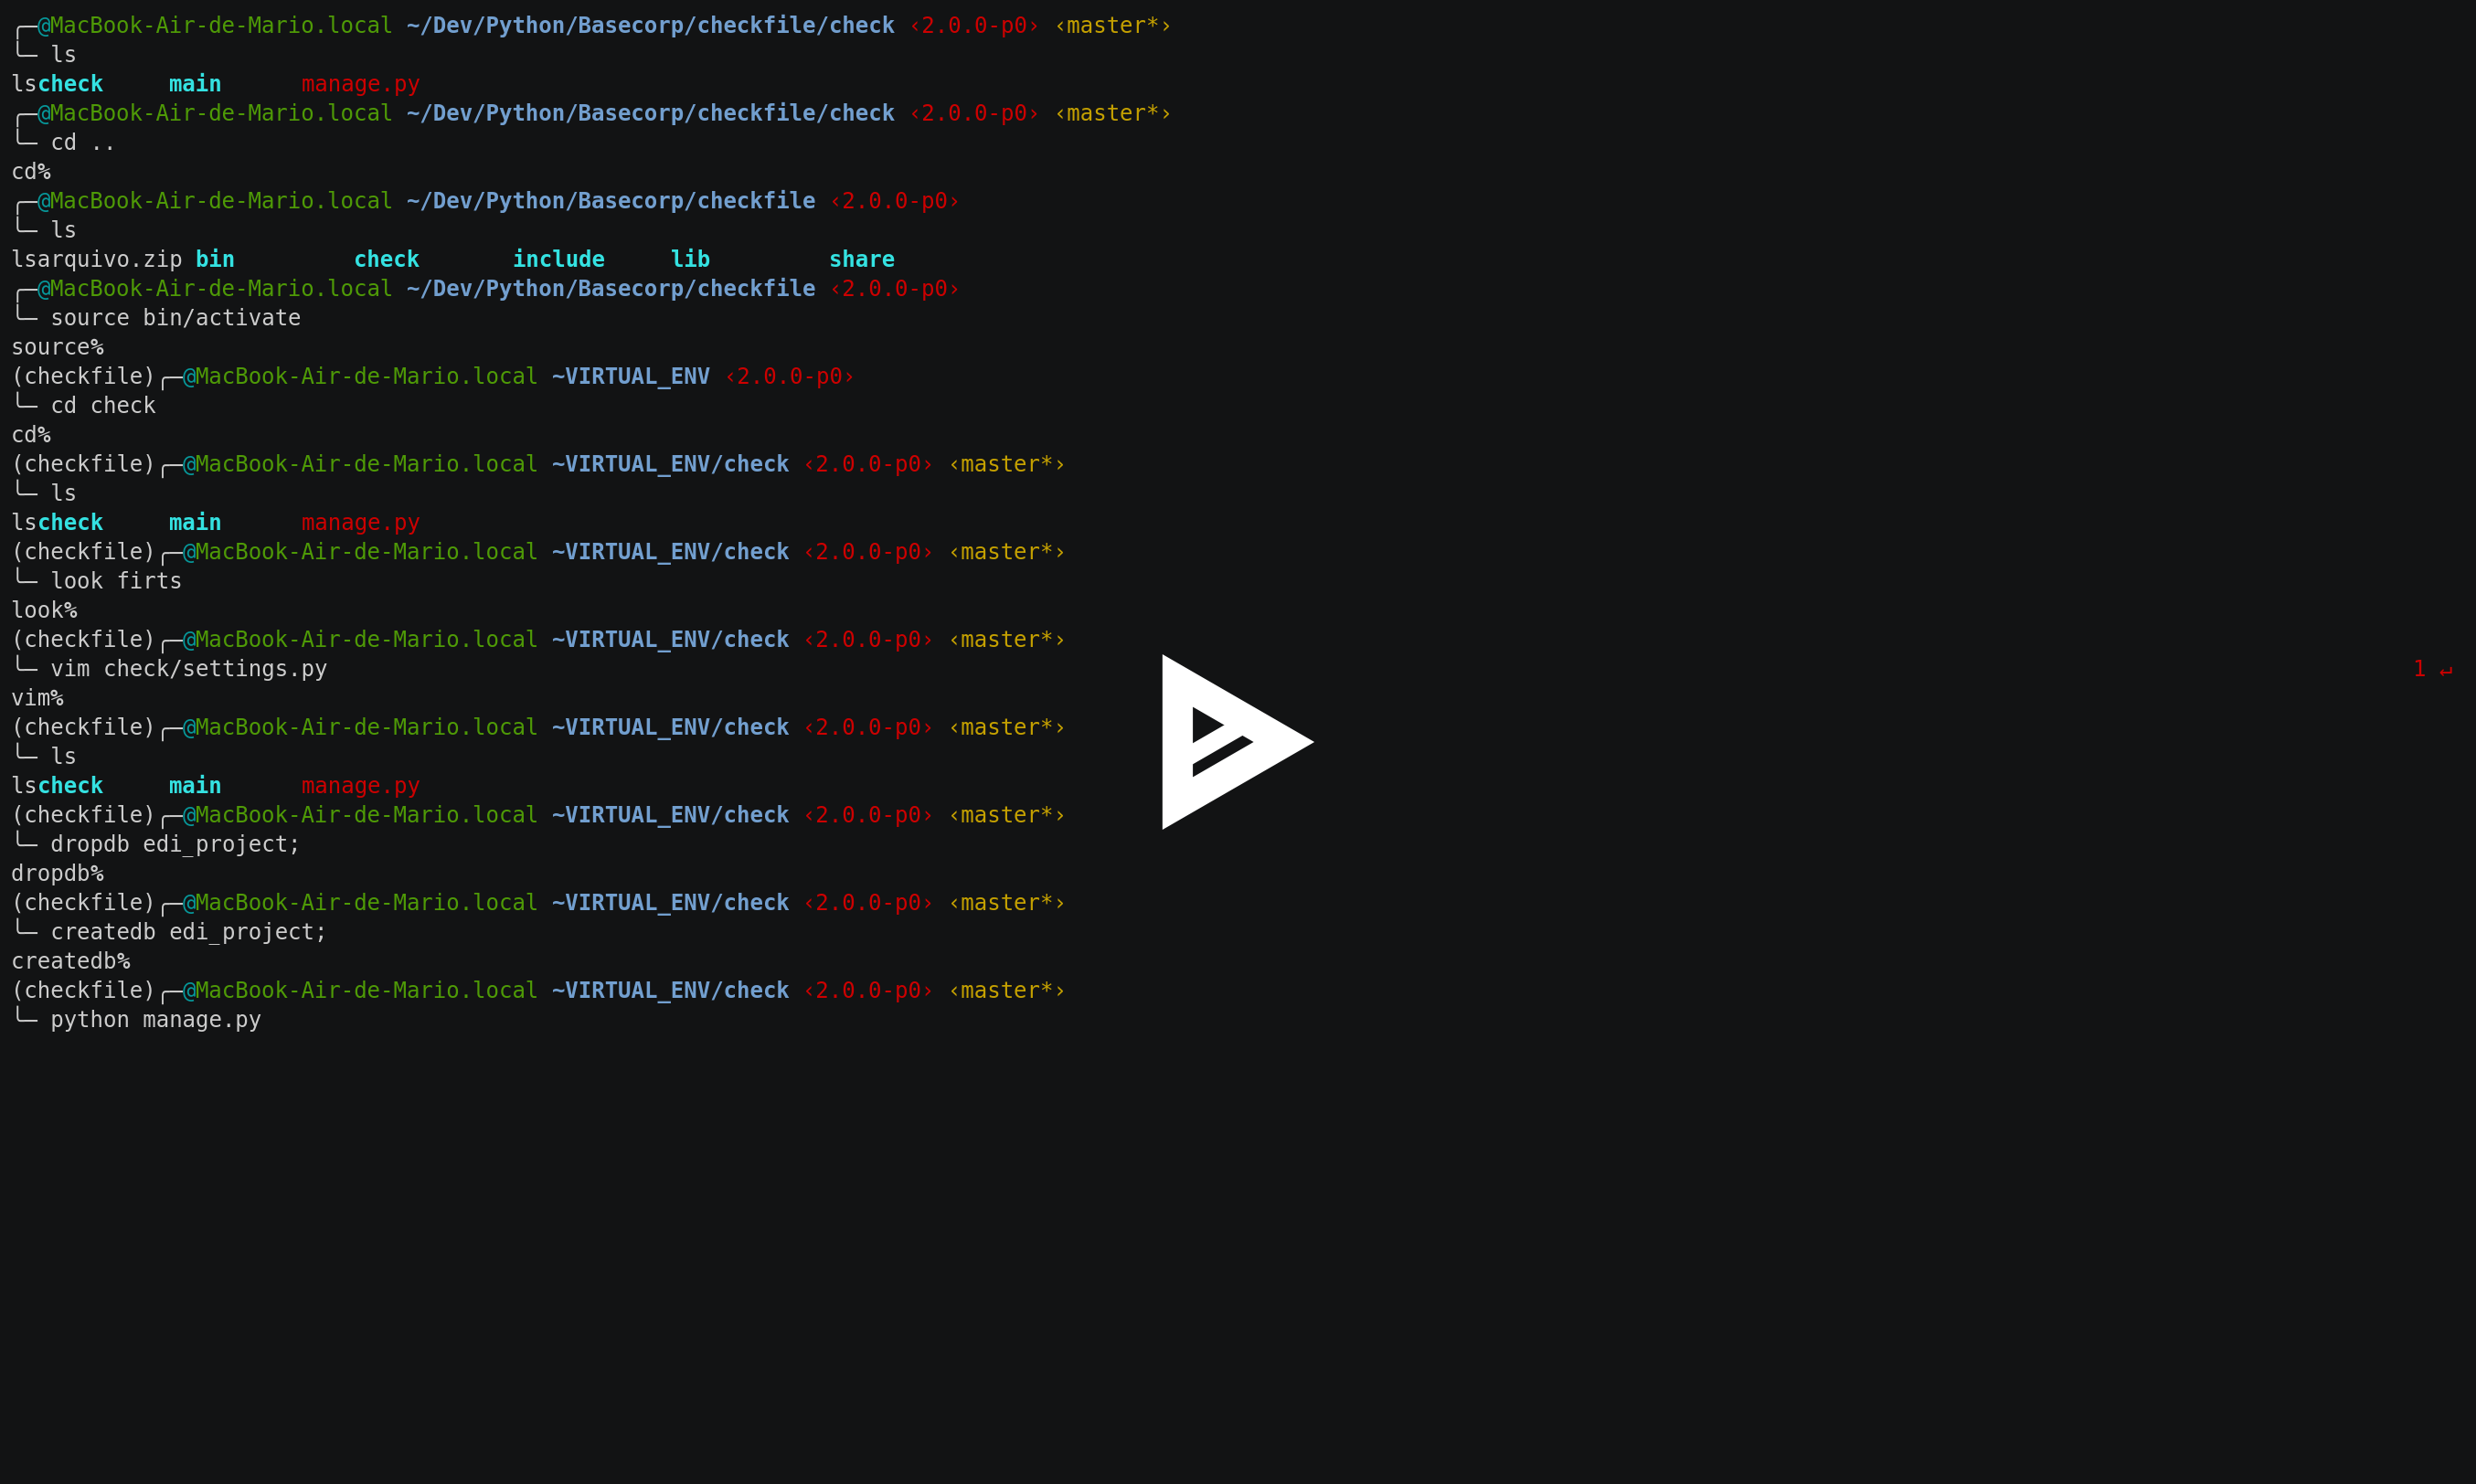 ╭─@MacBook-Air-de-Mario.local ~/Dev/Python/Basecorp/checkfile/check ‹2.0.0-p0› ‹master*›
╰─ ls
lscheck     main      manage.py
╭─@MacBook-Air-de-Mario.local ~/Dev/Python/Basecorp/checkfile/check ‹2.0.0-p0› ‹master*›
╰─ cd ..
cd%
╭─@MacBook-Air-de-Mario.local ~/Dev/Python/Basecorp/checkfile ‹2.0.0-p0›
╰─ ls
lsarquivo.zip bin         check       include     lib         share
╭─@MacBook-Air-de-Mario.local ~/Dev/Python/Basecorp/checkfile ‹2.0.0-p0›
╰─ source bin/activate
source%
(checkfile)╭─@MacBook-Air-de-Mario.local ~VIRTUAL_ENV ‹2.0.0-p0›
╰─ cd check
cd%
(checkfile)╭─@MacBook-Air-de-Mario.local ~VIRTUAL_ENV/check ‹2.0.0-p0› ‹master*›
╰─ ls
lscheck     main      manage.py
(checkfile)╭─@MacBook-Air-de-Mario.local ~VIRTUAL_ENV/check ‹2.0.0-p0› ‹master*›
╰─ look firts
look%
(checkfile)╭─@MacBook-Air-de-Mario.local ~VIRTUAL_ENV/check ‹2.0.0-p0› ‹master*›
╰─ vim check/settings.py 1 ↵
vim%
(checkfile)╭─@MacBook-Air-de-Mario.local ~VIRTUAL_ENV/check ‹2.0.0-p0› ‹master*›
╰─ ls
lscheck     main      manage.py
(checkfile)╭─@MacBook-Air-de-Mario.local ~VIRTUAL_ENV/check ‹2.0.0-p0› ‹master*›
╰─ dropdb edi_project;
dropdb%
(checkfile)╭─@MacBook-Air-de-Mario.local ~VIRTUAL_ENV/check ‹2.0.0-p0› ‹master*›
╰─ createdb edi_project;
createdb%
(checkfile)╭─@MacBook-Air-de-Mario.local ~VIRTUAL_ENV/check ‹2.0.0-p0› ‹master*›
╰─ python manage.py